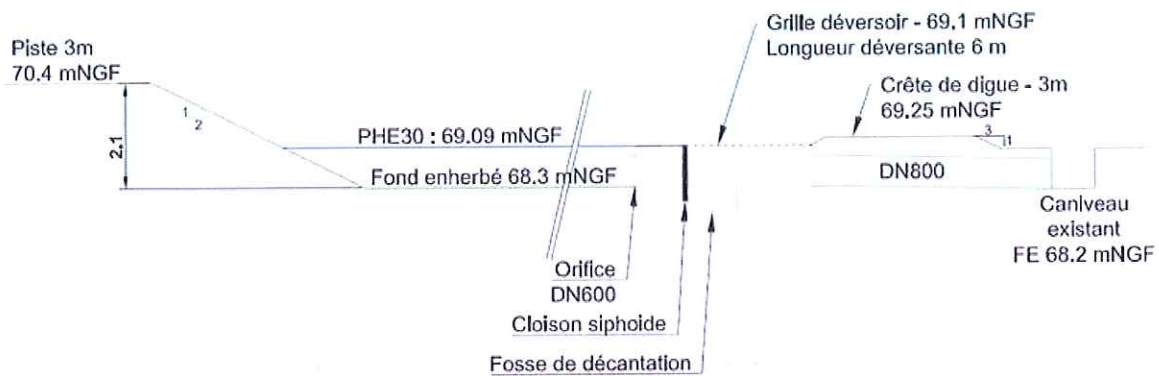 Grille déversoir - 69.1 mNGF
Longueur déversante 6 m
Piste 3m
70.4 mNGF
Crête de digue - 3m
69.25 mNGF
1
2
2.1
PHE30 : 69.09 mNGF
3
1
Fond enherbé 68.3 mNGF
DN800
Caniveau
existant
FE 68.2 mNGF
Orifice
DN600
Cloison siphoide
Fosse de décantation